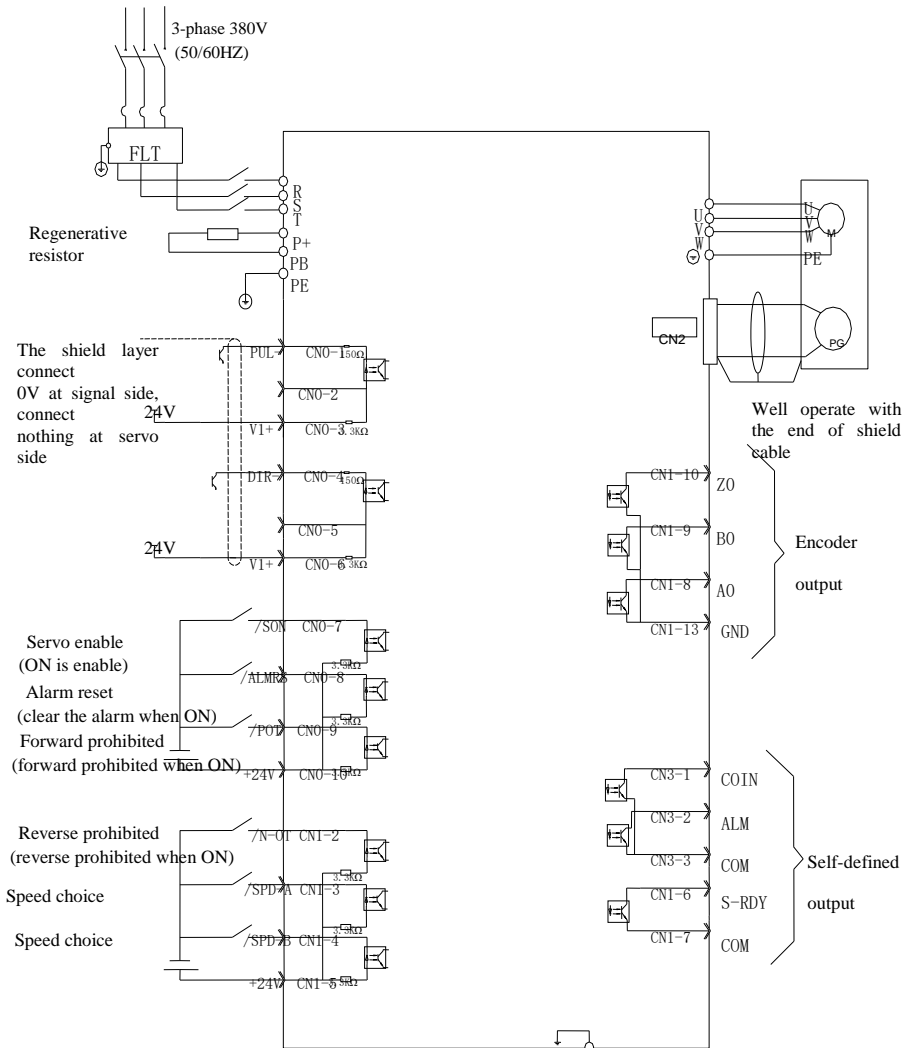 3-phase 380V
(50/60HZ)
FLT
R
S
T
P+
PB
PE
Regenerative
resistor
U
V
W
U
V
W
PE
M
CN2
PG
The shield layer
connect
0V at signal side,
connect
nothing at servo
side
24V
24V
PUL-
CN0-1
150Ω
CN0-2
V1+
CN0-3
3.3KΩ
DIR-
CN0-4
150Ω
CN0-5
V1+
CN0-6
3.3KΩ
Well operate with
the end of shield
cable
CN1-10
ZO
CN1-9
BO
CN1-8
AO
CN1-13
GND
Encoder
output
Servo enable
(ON is enable)
Alarm reset
(clear the alarm when ON)
Forward prohibited
(forward prohibited when ON)
/SON
CN0-7
3.3KΩ
/ALMRS
CN0-8
3.3KΩ
/POT
CN0-9
+24V
CN0-10
3.3KΩ
Reverse prohibited
(reverse prohibited when ON)
Speed choice
Speed choice
/N-OT
CN1-2
3.3KΩ
/SPD-A
CN1-3
3.3KΩ
/SPD-B
CN1-4
+24V
CN1-5
3.3KΩ
CN3-1
COIN
CN3-2
ALM
CN3-3
COM
CN1-6
S-RDY
CN1-7
COM
Self-defined
output